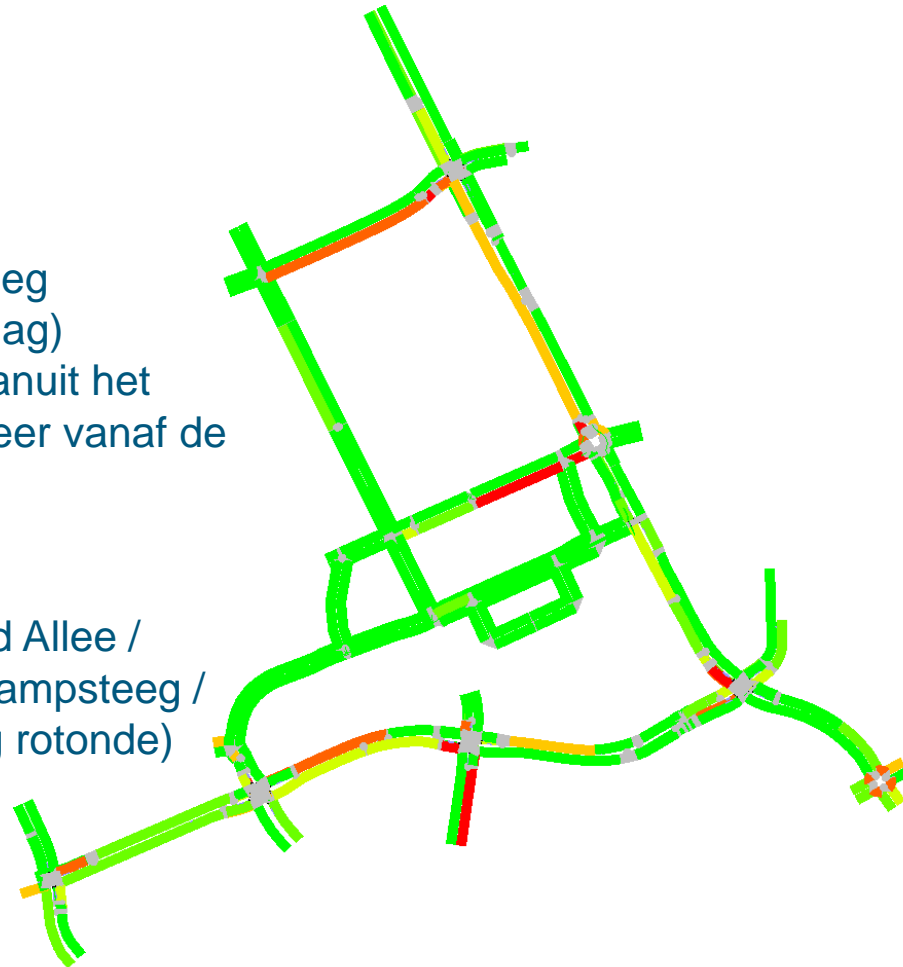 eg
ag)
anuit het
eer vanaf de
d Allee /
ampsteeg /
g rotonde)